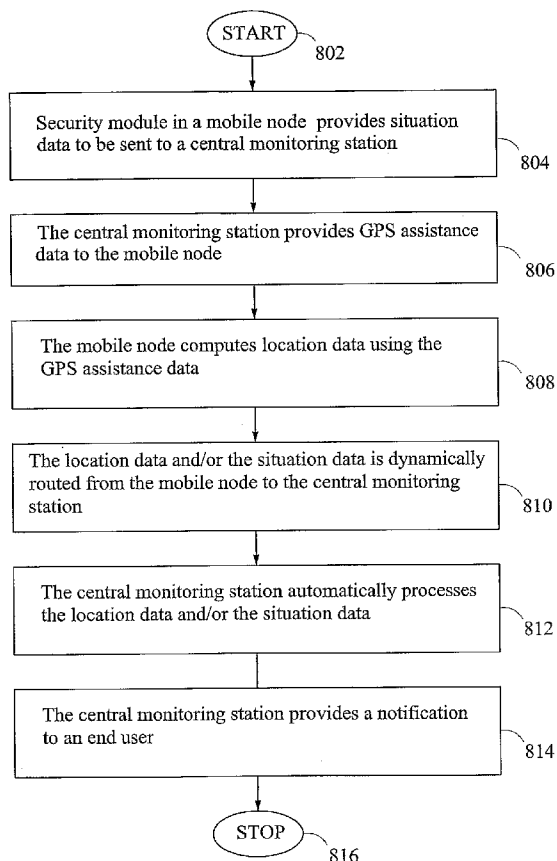 START
802
Security module in a mobile node provides situation
data to be sent to a central monitoring station
804
The central monitoring station provides GPS assistance
data to the mobile node
806
The mobile node computes location data using the
GPS assistance data
808
The location data and/or the situation data is dynamically
routed from the mobile node to the central monitoring
station
810
The central monitoring station automatically processes
the location data and/or the situation data
812
The central monitoring station provides a notification
to an end user
814
STOP
816